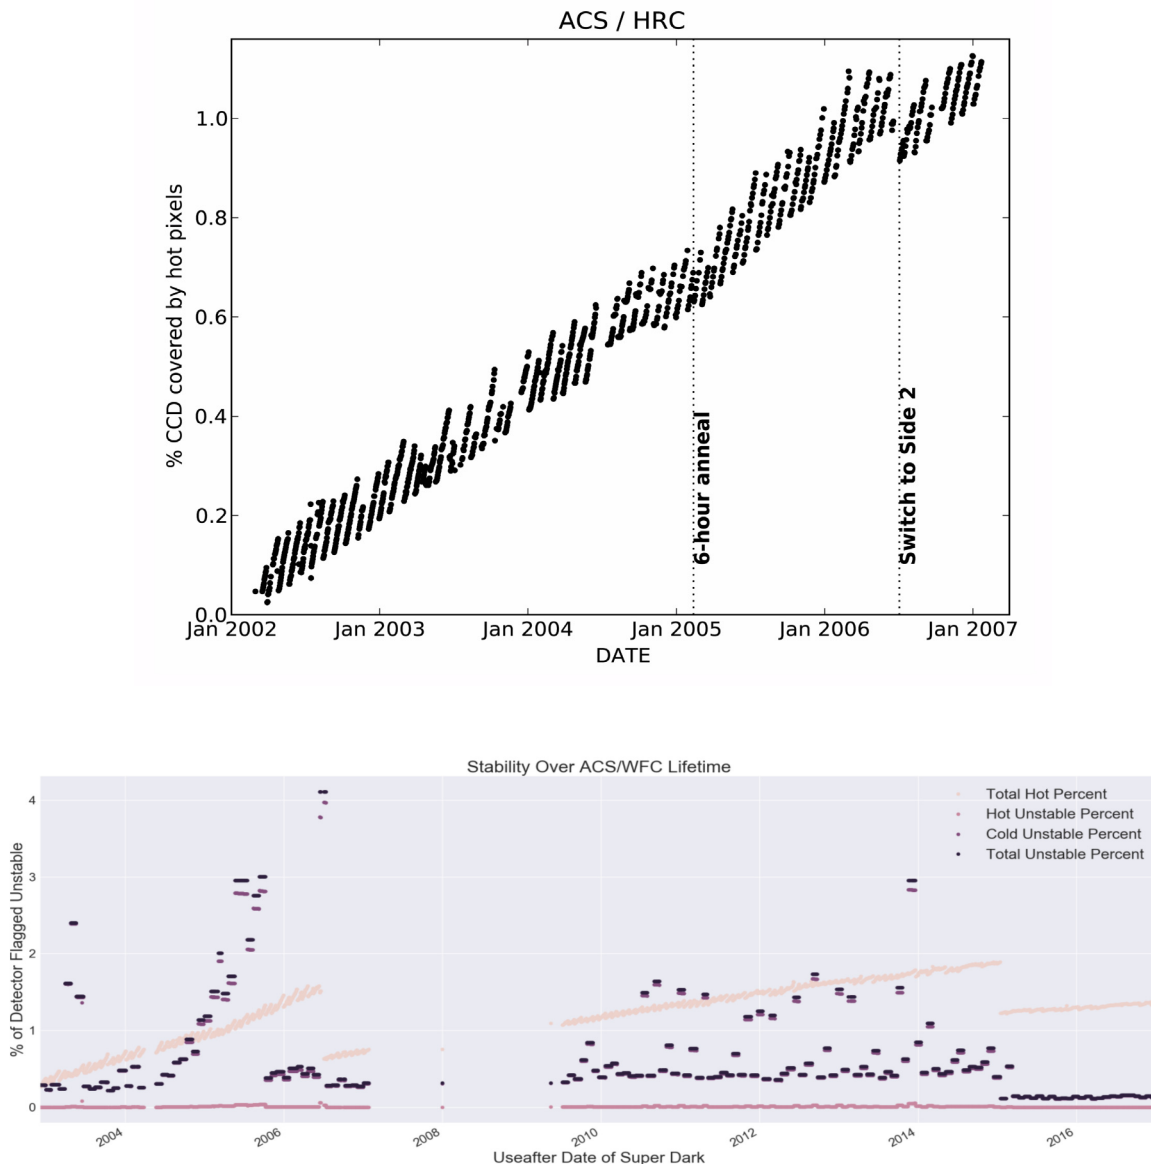 ACS / HRC
% CCD covered by hot pixels
1.0
0.8
0.6
0.4
0.2
0.0
6-hour anneal
Switch to Side 2
Jan 2002 Jan 2003 Jan 2004 Jan 2005 Jan 2006 Jan 2007
DATE
Stability Over ACS/WFC Lifetime
% of Detector Flagged Unstable
4
3
2
1
0
Total Hot Percent
Hot Unstable Percent
Cold Unstable Percent
Total Unstable Percent
2004 2006 2008 2010 2012 2014 2016
Useafter Date of Super Dark